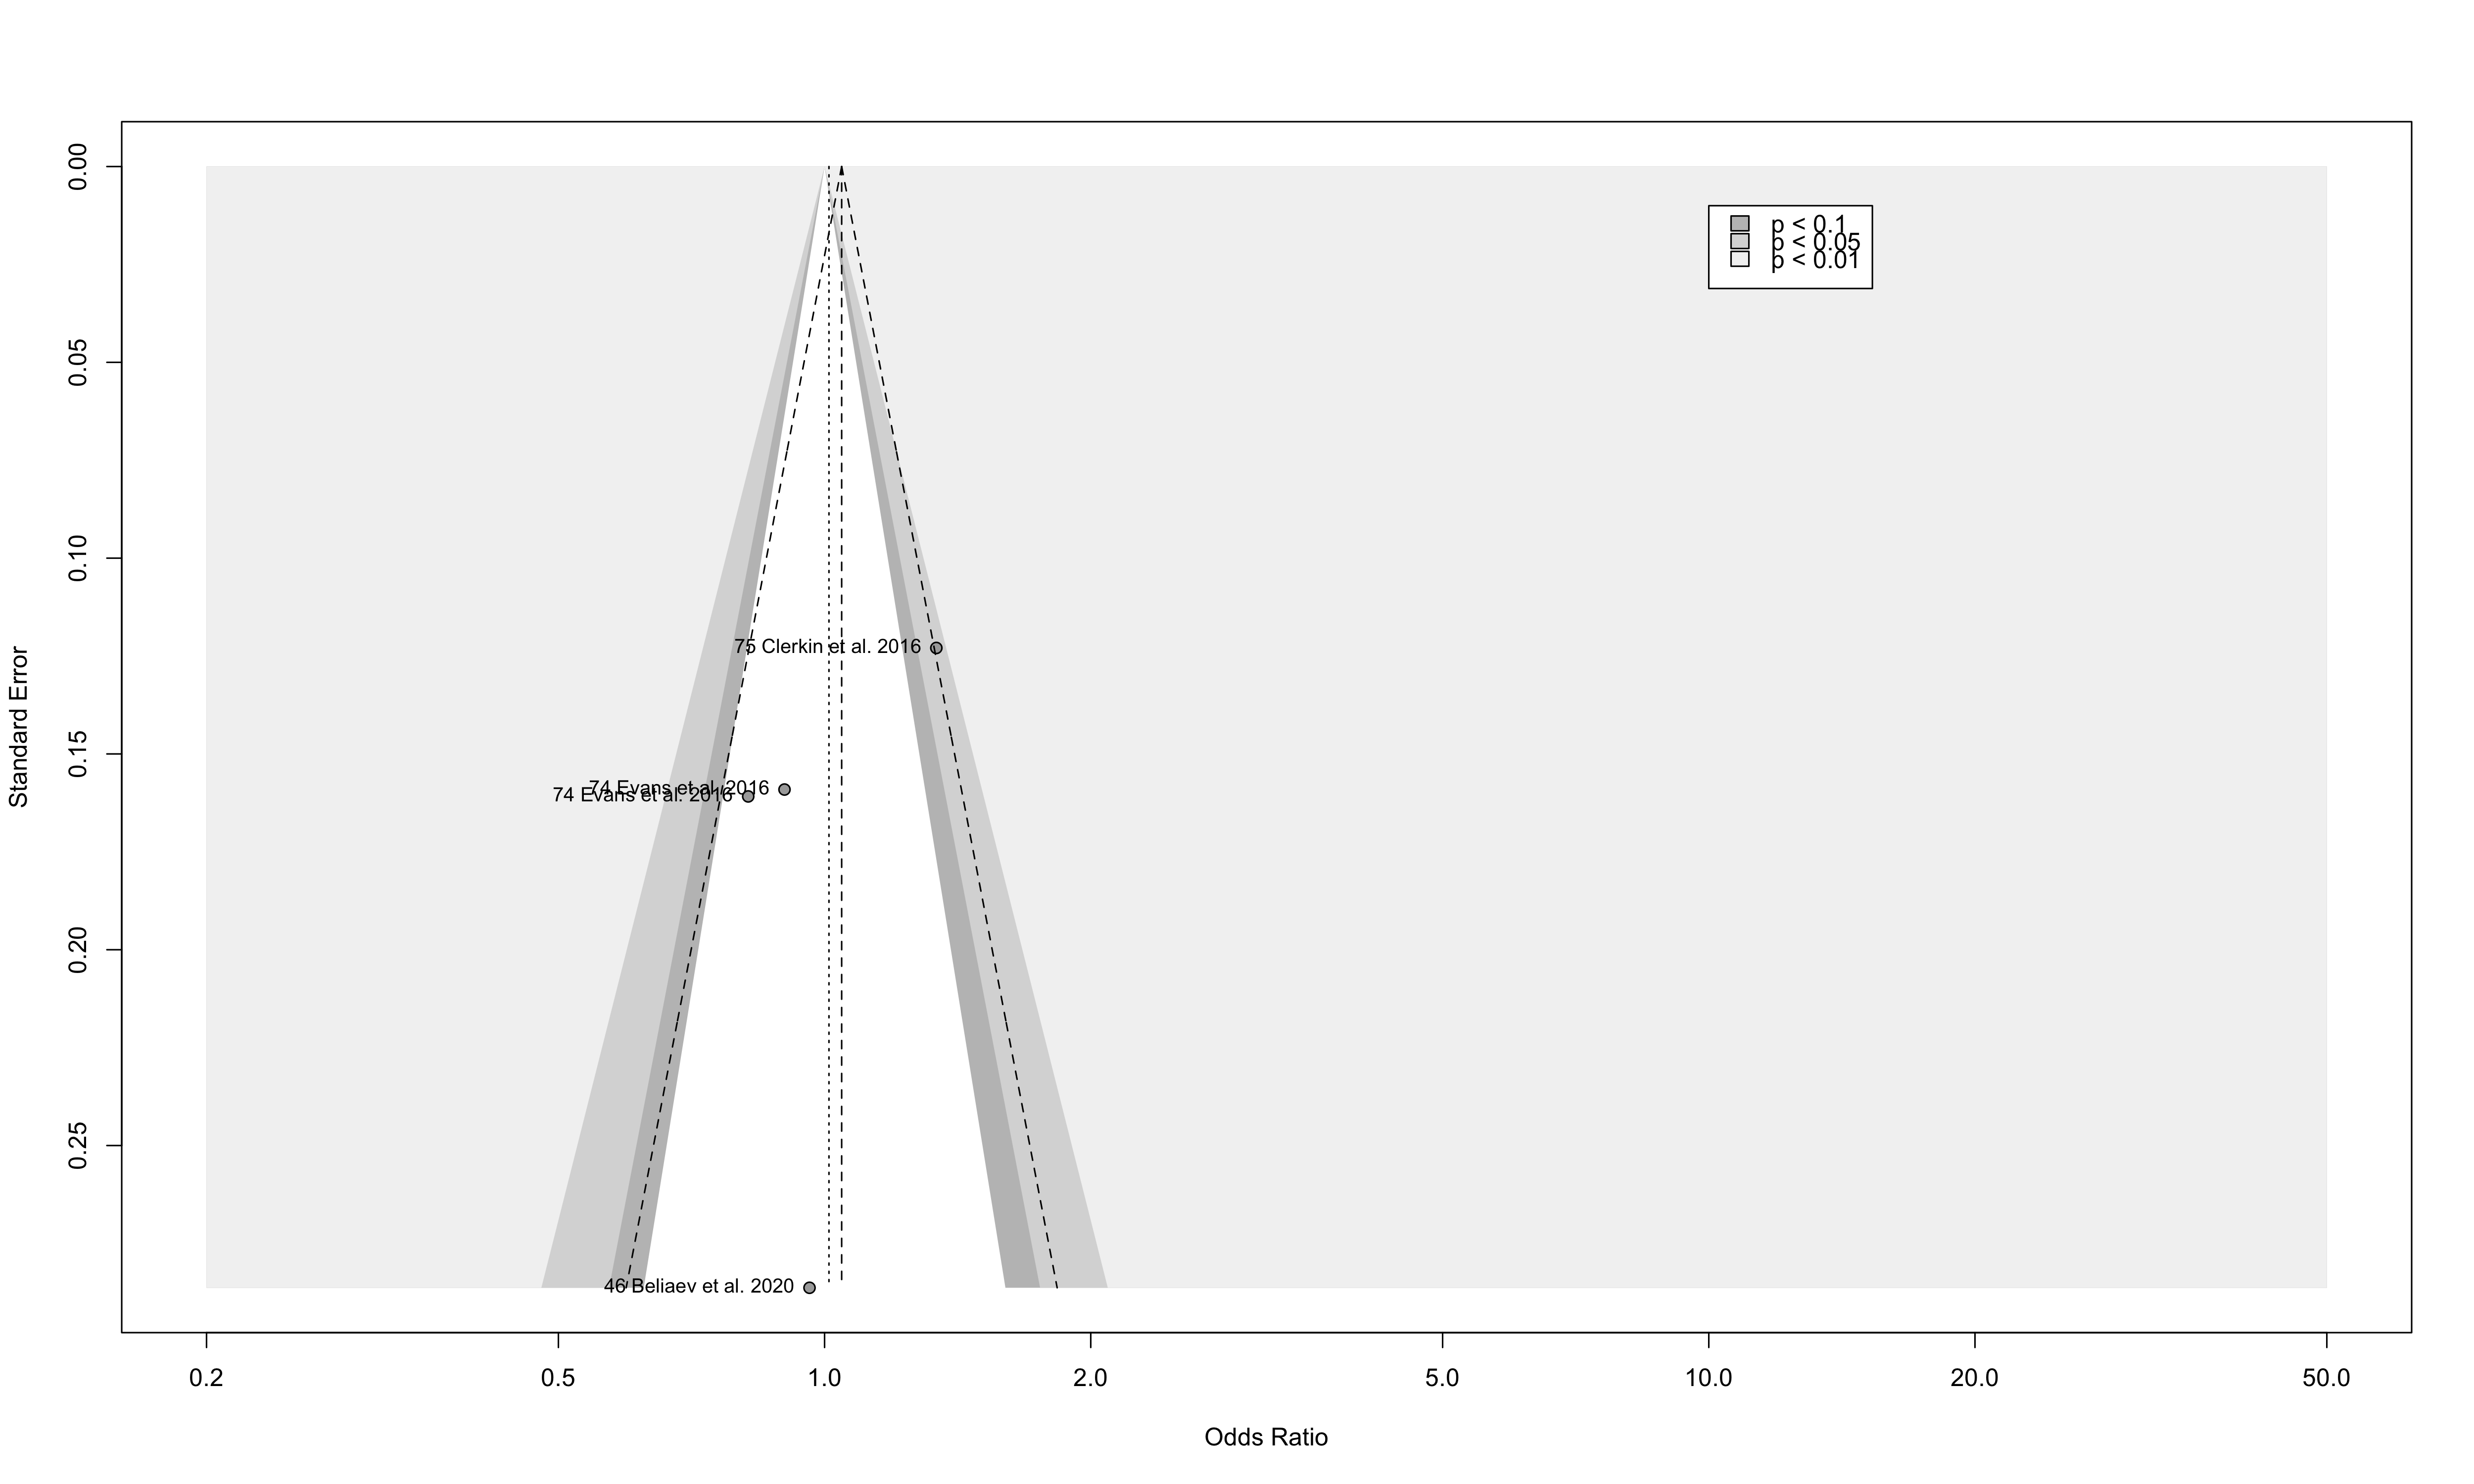 0.00
0.05
0.10
0.15
0.20
0.25
Standard Error
p < 0.1
p < 0.05
p < 0.01
75 Clerkin et al. 2016
74 Evans et al. 2016
74 Evans et al. 2016
46 Beliaev et al. 2020
0.2 0.5 1.0 2.0 5.0 10.0 20.0 50.0
Odds Ratio